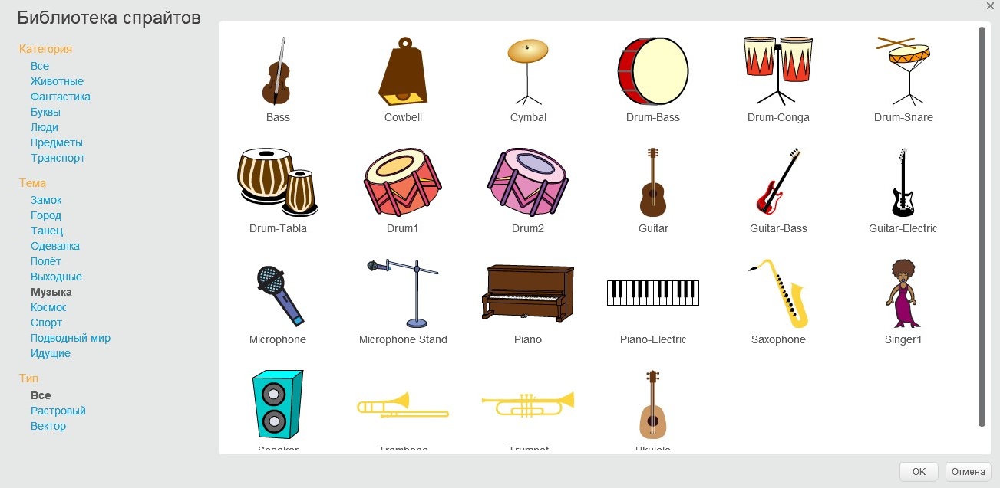 Библиотека спрайтов
Категория
Все
Животные
Фантастика
Буквы
Люди
Предметы
Транспорт
Тема
Замок
Город
Танец
Одевалка
Полёт
Выходные
Музыка
Космос
Спорт
Подводный мир
Идущие
Тип
Все
Растровый
Вектор
Bass Cowbell Cymbal Drum-Bass Drum-Conga Drum-Snare
Drum-Tabla Drum1 Drum2 Guitar Guitar-Bass Guitar-Electric
Microphone Microphone Stand Piano Piano-Electric Saxophone Singer1
Speaker Trombone Trumpet Ukulele
OK Отмена